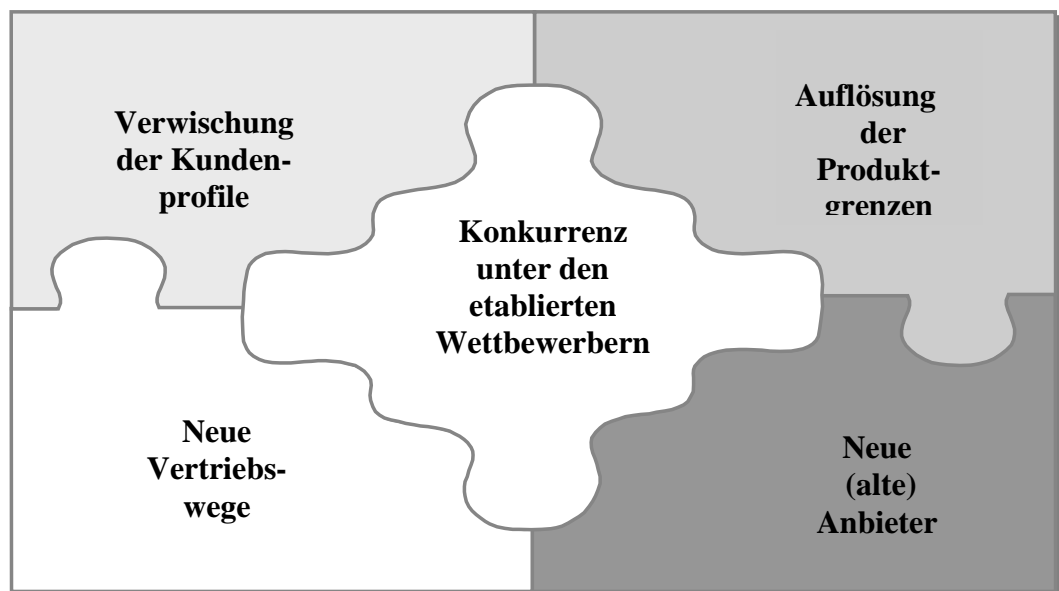 Verwischung
der Kunden-
profile
Auflösung
der
Produkt-
grenzen
Konkurrenz
unter den
etablierten
Wettbewerbern
Neue
Vertriebs-
wege
Neue
(alte)
Anbieter